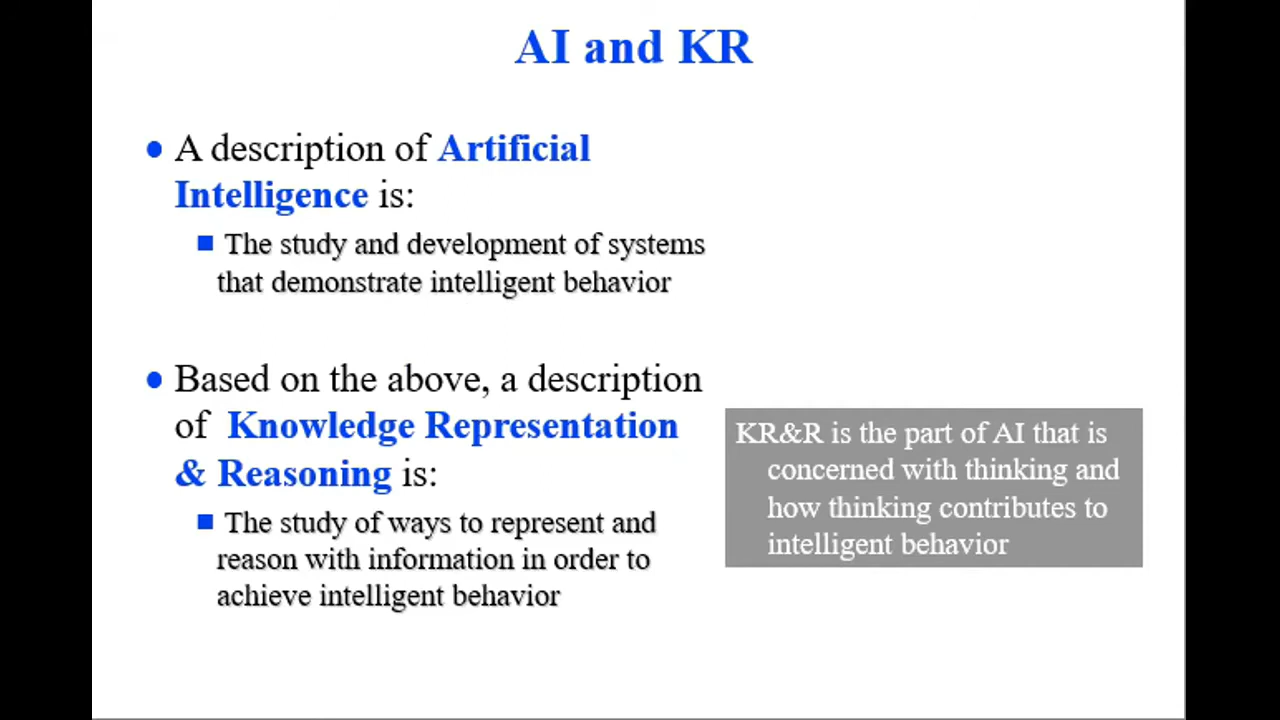 AI and KR
A description of Artificial
Intelligence is:
The study and development of systems
that demonstrate intelligent behavior
Based on the above, a description
of Knowledge Representation
& Reasoning is:
The study of ways to represent and
reason with information in order to
achieve intelligent behavior
KR&R is the part of AI that is
concerned with thinking and
how thinking contributes to
intelligent behavior